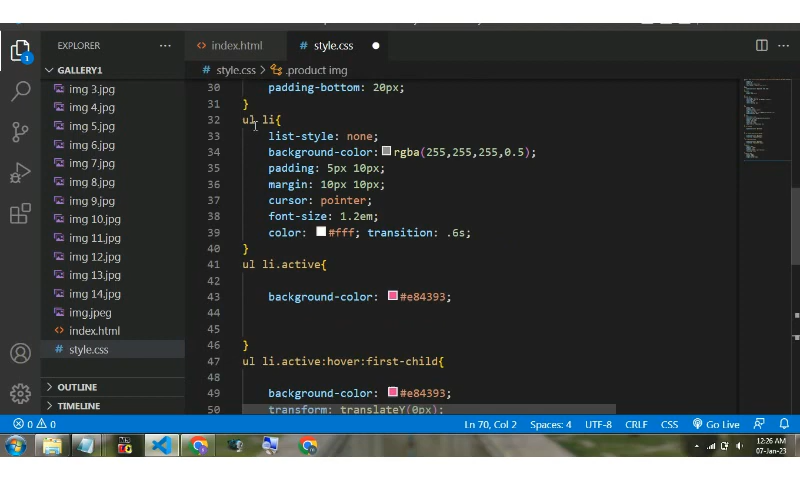 index.html
# style.css
EXPLORER
...
GALLERY1
# style.css > .product img
img 3.jpg
img 4.jpg
img 5.jpg
img 6.jpg
img 7.jpg
img 8.jpg
img 9.jpg
img 10.jpg
img 11.jpg
img 12.jpg
img 13.jpg
img 14.jpg
img.jpeg
<> index.html
# style.css
OUTLINE
TIMELINE
30 padding-bottom: 20px;
31 }
32 ul li{
33 list-style: none;
34 background-color: rgba(255,255,255,0.5);
35 padding: 5px 10px;
36 margin: 10px 10px;
37 cursor: pointer;
38 font-size: 1.2em;
39 color: #fff; transition: .6s;
40 }
41 ul li.active{
42
43 background-color: #e84393;
44
45
46 }
47 ul li.active:hover:first-child{
48
49 background-color: #e84393;
50 transform: translateY(0px);
0 0 Ln 70, Col 2 Spaces: 4 UTF-8 CRLF CSS Go Live
12:26 AM
07-Jan-23